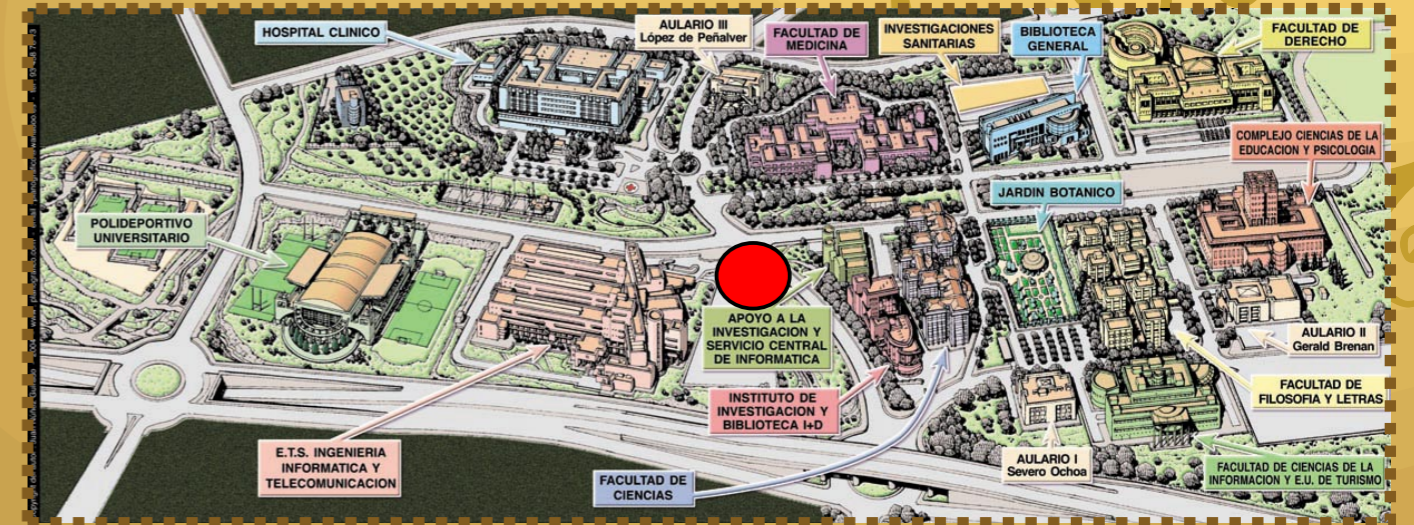 HOSPITAL CLINICO
AULARIO III
López de Peñalver
FACULTAD DE
MEDICINA
INVESTIGACIONES
SANITARIAS
BIBLIOTECA
GENERAL
FACULTAD DE
DERECHO
COMPLEJO CIENCIAS DE LA
EDUCACION Y PSICOLOGIA
JARDIN BOTANICO
POLIDEPORTIVO
UNIVERSITARIO
APOYO A LA
INVESTIGACION Y
SERVICIO CENTRAL
DE INFORMATICA
AULARIO II
Gerald Brenan
FACULTAD DE
FILOSOFIA Y LETRAS
INSTITUTO DE
INVESTIGACION Y
BIBLIOTECA I+D
E.T.S. INGENIERIA
INFORMATICA Y
TELECOMUNICACION
AULARIO I
Severo Ochoa
FACULTAD DE CIENCIAS DE LA
INFORMACION Y E.U. DE TURISMO
FACULTAD DE
CIENCIAS